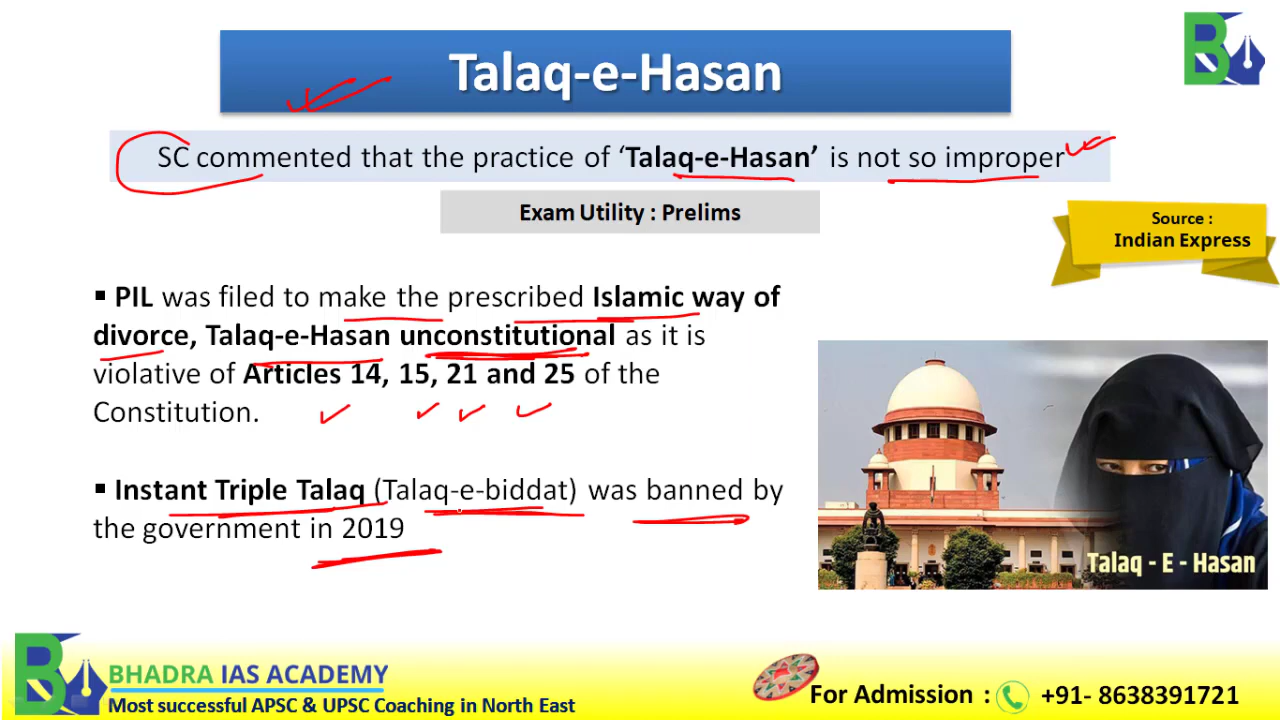 Talaq-e-Hasan
SC commented that the practice of ‘Talaq-e-Hasan’ is not so improper
Exam Utility : Prelims
Source :
Indian Express
▪ PIL was filed to make the prescribed Islamic way of
divorce, Talaq-e-Hasan unconstitutional as it is
violative of Articles 14, 15, 21 and 25 of the
Constitution.
▪ Instant Triple Talaq (Talaq-e-biddat) was banned by
the government in 2019
Talaq - E - Hasan
BHADRA IAS ACADEMY
Most successful APSC & UPSC Coaching in North East
For Admission : +91- 8638391721